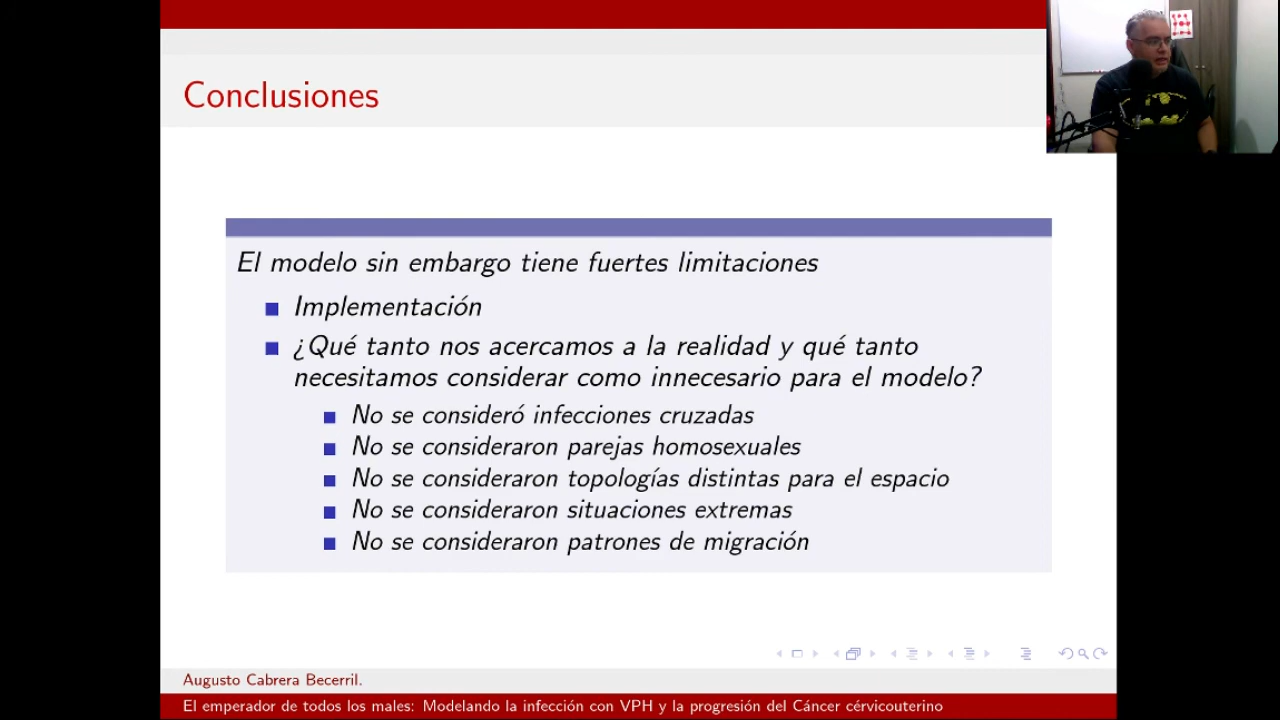 Conclusiones
El modelo sin embargo tiene fuertes limitaciones
Implementación
¿Qué tanto nos acercamos a la realidad y qué tanto
necesitamos considerar como innecesario para el modelo?
No se consideró infecciones cruzadas
No se consideraron parejas homosexuales
No se consideraron topologías distintas para el espacio
No se consideraron situaciones extremas
No se consideraron patrones de migración
Augusto Cabrera Becerril.
El emperador de todos los males: Modelando la infección con VPH y la progresión del Cáncer cérvicouterino